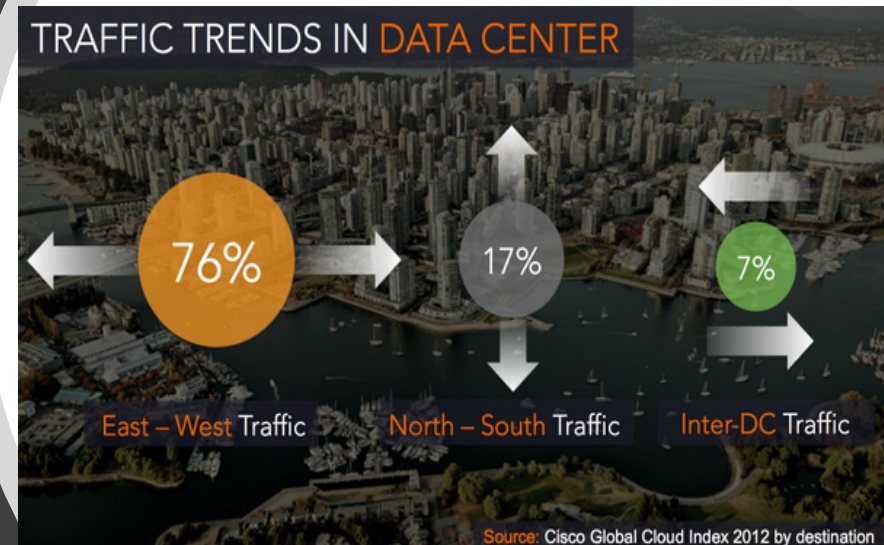 TRAFFIC TRENDS IN DATA CENTER
76%
17%
7%
East – West Traffic
North – South Traffic
Inter-DC Traffic
Source: Cisco Global Cloud Index 2012 by destination